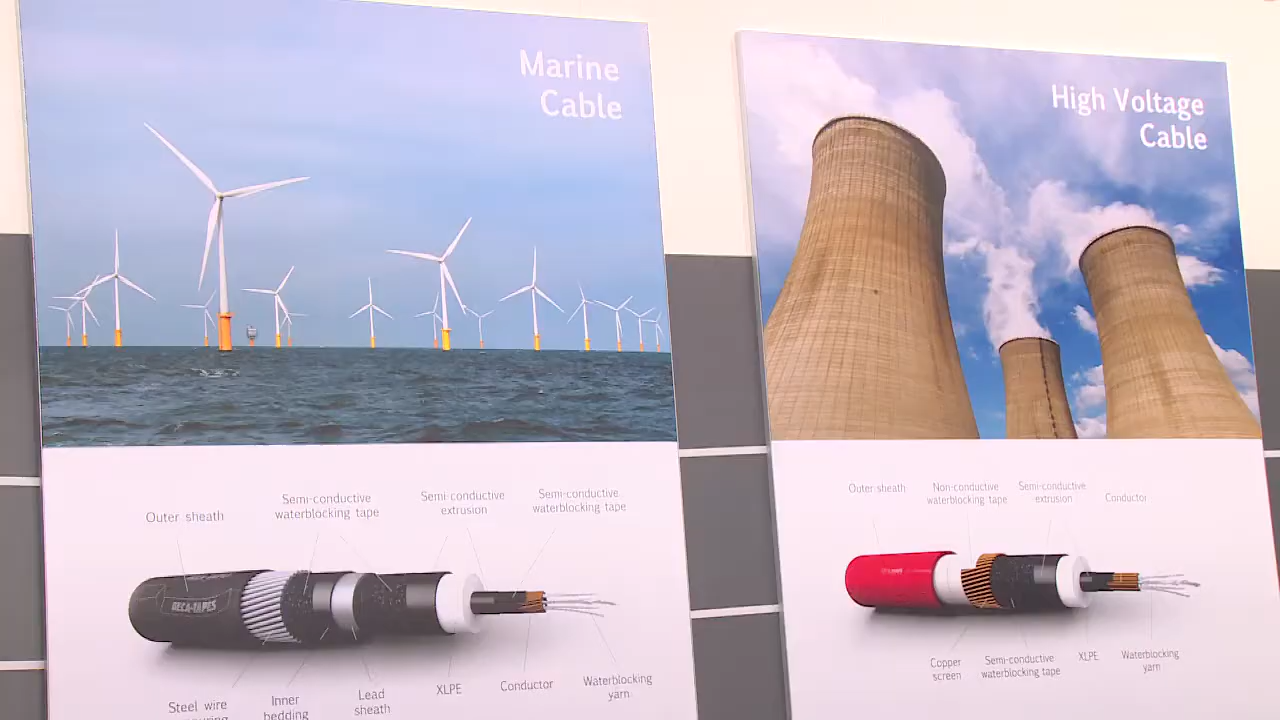 Marine
Cable
Semi-conductive
waterblocking tape
Semi-conductive
extrusion
Semi-conductive
waterblocking tape
Outer sheath
GECA-TAPES
Steel wire
Inner
bedding
Lead
sheath
XLPE
Conductor
Waterblocking
yarn
High Voltage
Cable
Outer sheath
Non-conductive
waterblocking tape
Semi-conductive
extrusion
Conductor
Copper
screen
Semi-conductive
waterblocking tape
XLPE
Waterblocking
yarn